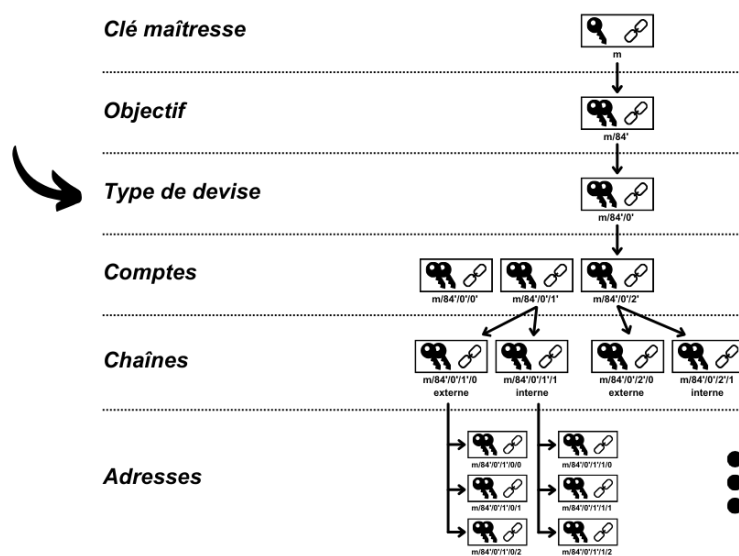 Clé maîtresse
m
Objectif
m/84'
Type de devise
m/84'/0'
Comptes
m/84'/0'/0' m/84'/0'/1' m/84'/0'/2'
Chaînes
m/84'/0'/1'/0 m/84'/0'/1'/1 m/84'/0'/2'/0 m/84'/0'/2'/1
externe interne externe interne
Adresses
m/84'/0'/1'/0/0 m/84'/0'/1'/1/0
m/84'/0'/1'/0/1 m/84'/0'/1'/1/1
m/84'/0'/1'/0/2 m/84'/0'/1'/1/2